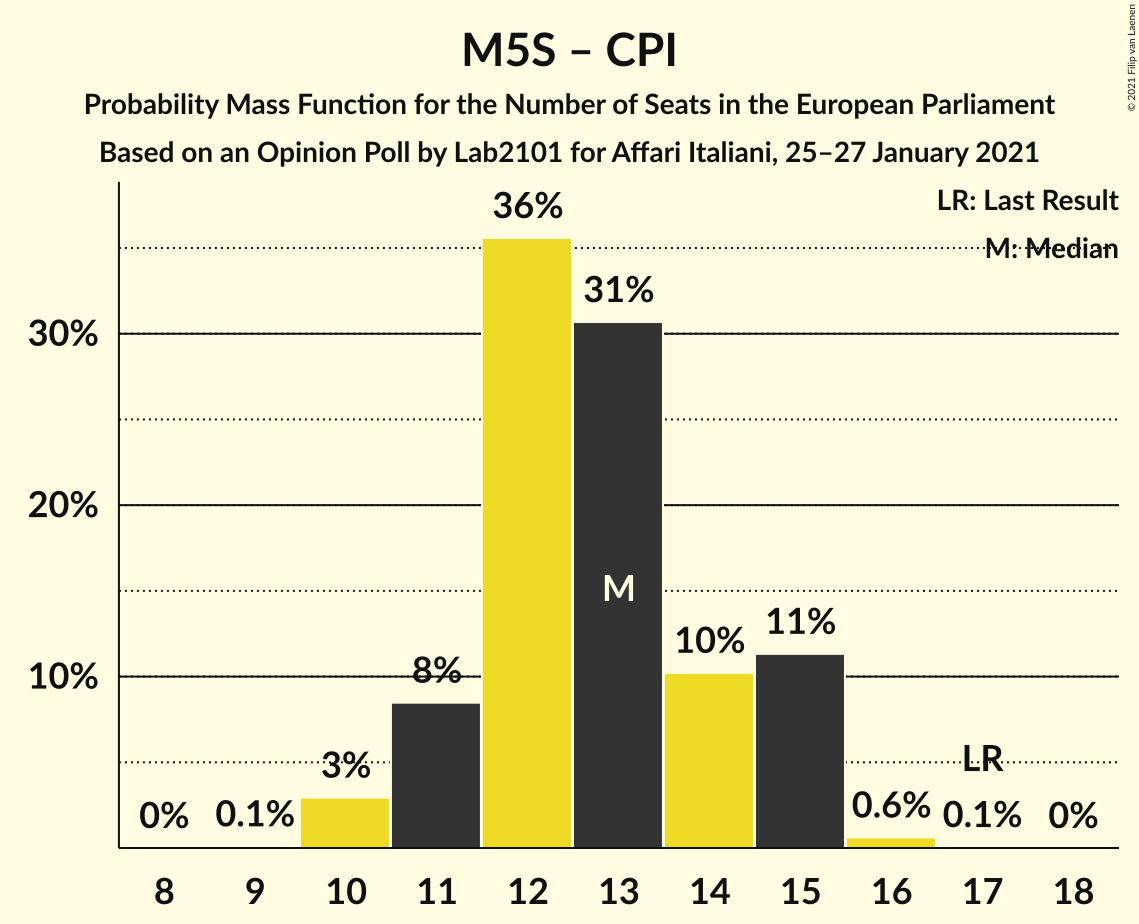 M5S – CPI
Probability Mass Function for the Number of Seats in the European Parliament
Based on an Opinion Poll by Lab2101 for Affari Italiani, 25–27 January 2021
© 2021 Filip van Laenen
LR: Last Result
M: Median
30%
20%
10%
0%
0.1%
3%
8%
36%
31%
M
10%
11%
0.6%
LR
0.1%
0%
8 9 10 11 12 13 14 15 16 17 18